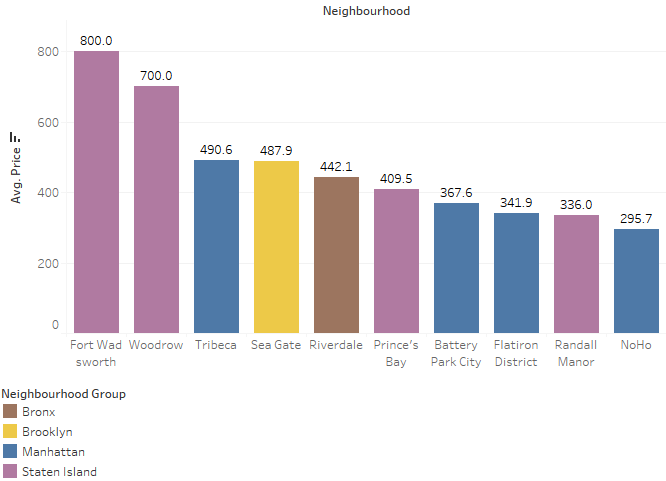 Neighbourhood
800.0
700.0
490.6
487.9
442.1
409.5
367.6
341.9
336.0
295.7
Avg. Price
800
600
400
200
0
Fort Wad
sworth
Woodrow
Tribeca
Sea Gate
Riverdale
Prince's
Bay
Battery
Park City
Flatiron
District
Randall
Manor
NoHo
Neighbourhood Group
Bronx
Brooklyn
Manhattan
Staten Island